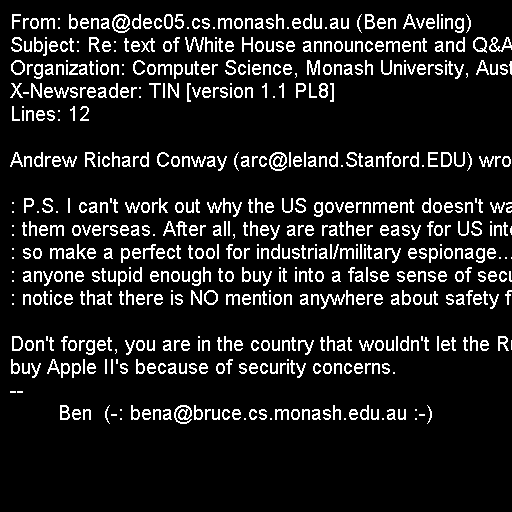 From: bena@dec05.cs.monash.edu.au (Ben Aveling)
Subject: Re: text of White House announcement and Q&A
Organization: Computer Science, Monash University,
X-Newsreader: TIN [version 1.1 PL8]
Lines: 12

Andrew Richard Conway (arc@leland.Stanford.EDU)

: P.S. I can't work out why the US government doesn't
: them overseas. After all, they are rather easy for US
: so make a perfect tool for industrial/military espionage...
: anyone stupid enough to buy it into a false sense of
: notice that there is NO mention anywhere about safety

Don't forget, you are in the country that wouldn't let the
buy Apple II's because of security concerns.
--
Ben (-: bena@bruce.cs.monash.edu.au :-)